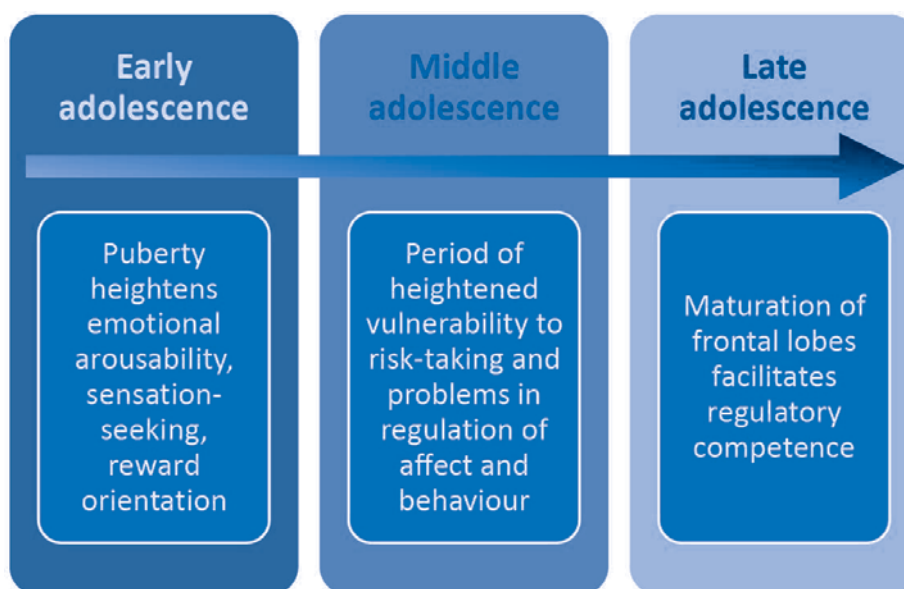 Early
adolescence
Middle
adolescence
Late
adolescence
Puberty
heightens
emotional
arousability,
sensation-
seeking,
reward
orientation
Period of
heightened
vulnerability to
risk-taking and
problems in
regulation of
affect and
behaviour
Maturation of
frontal lobes
facilitates
regulatory
competence